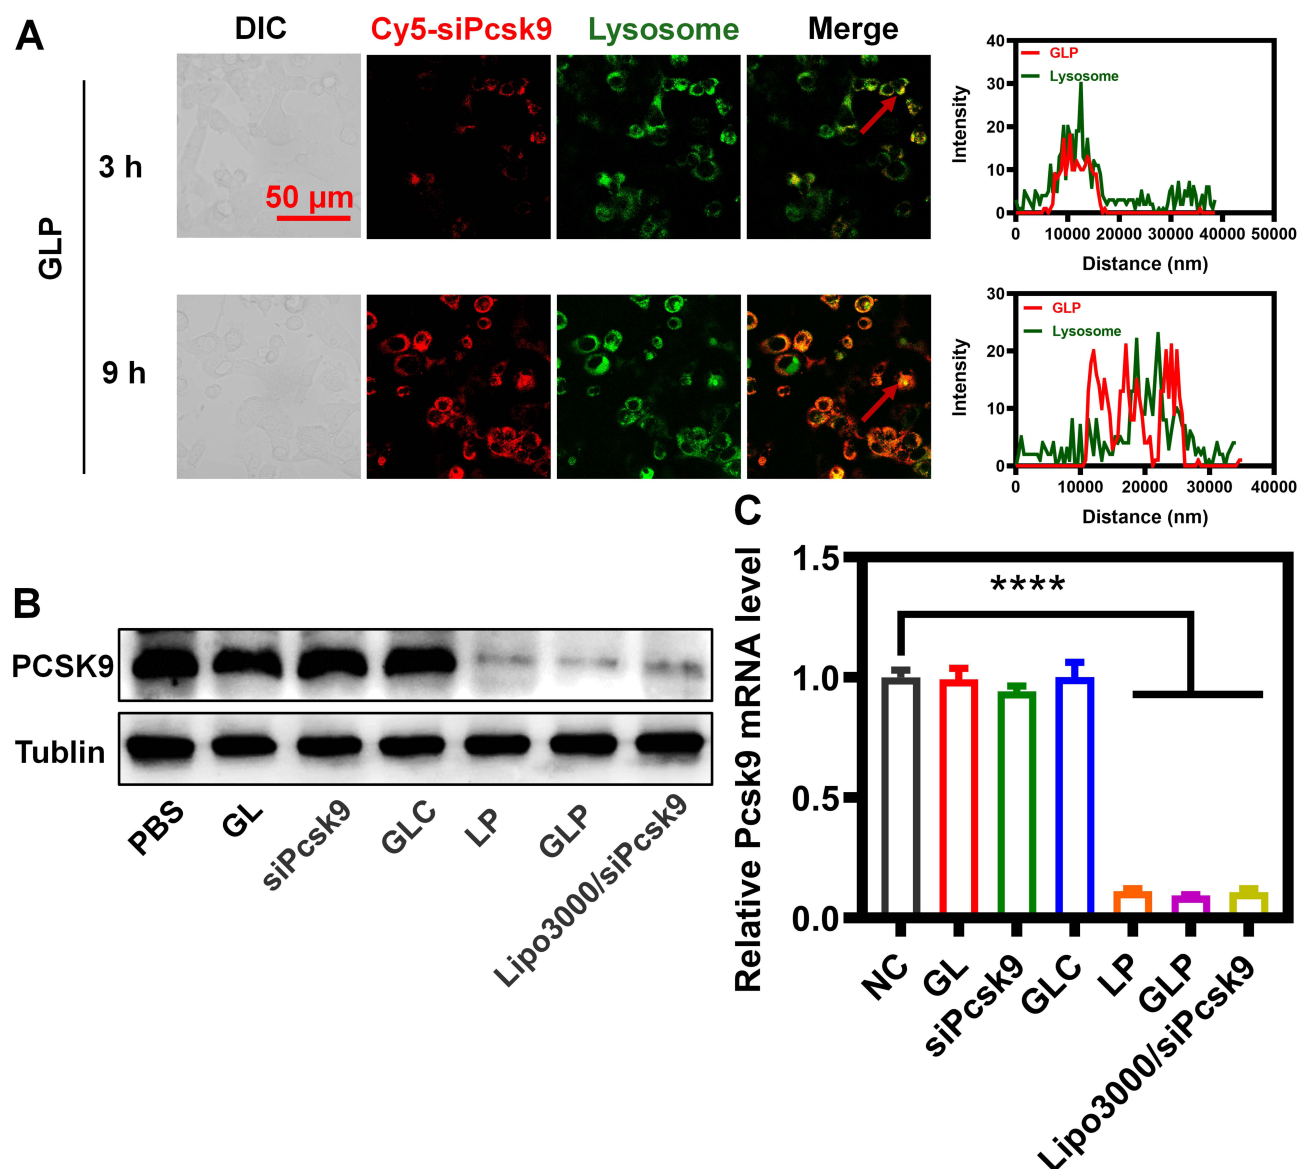 A
DIC
Cy5-siPcsk9
Lysosome
Merge
GLP
3 h
50 μm
9 h
40
30
20
10
0
Intensity
GLP
Lysosome
0 10000 20000 30000 40000 50000
Distance (nm)
30
20
10
0
Intensity
GLP
Lysosome
0 10000 20000 30000 40000
Distance (nm)
B
PCSK9
Tublin
PBS
GL
siPcsk9
GLC
LP
GLP
Lipo3000/siPcsk9
C
Relative Pcsk9 mRNA level
1.5
1.0
0.5
0.0
****
NC
GL
siPcsk9
GLC
LP
GLP
Lipo3000/siPcsk9